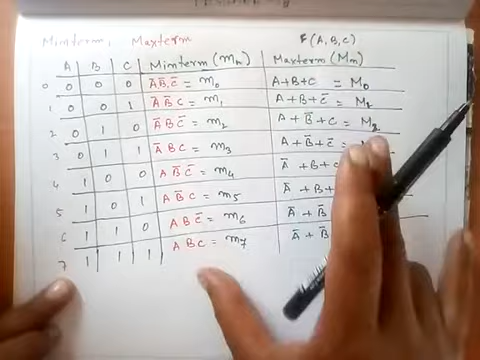 Minterm, Maxterm F(A,B,C)
A B C Minterm (mn) Maxterm (Mn)
0 0 0 0 A̅B̅C̅ = m0 A+B+C = M0
1 0 0 1 A̅B̅C = m1 A+B+C̅ = M1
2 0 1 0 A̅BC̅ = m2 A+B̅+C = M2
3 0 1 1 A̅BC = m3 A+B̅+C̅ =
4 1 0 0 AB̅C̅ = m4 A̅+B+C
5 1 0 1 AB̅C = m5 A̅+B+
6 1 1 0 ABC̅ = m6 A̅+B̅
7 1 1 1 ABC = m7 A̅+B̅